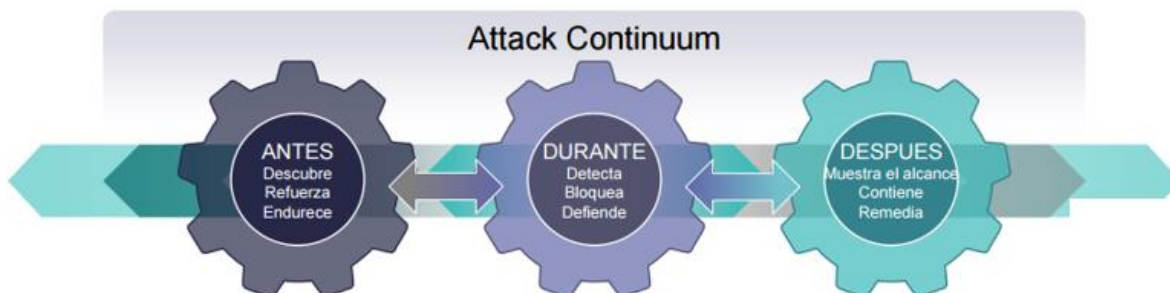 Attack Continuum
ANTES
Descubre
Refuerza
Endurece
DURANTE
Detecta
Bloquea
Defiende
DESPUES
Muestra el alcance
Contiene
Remedia